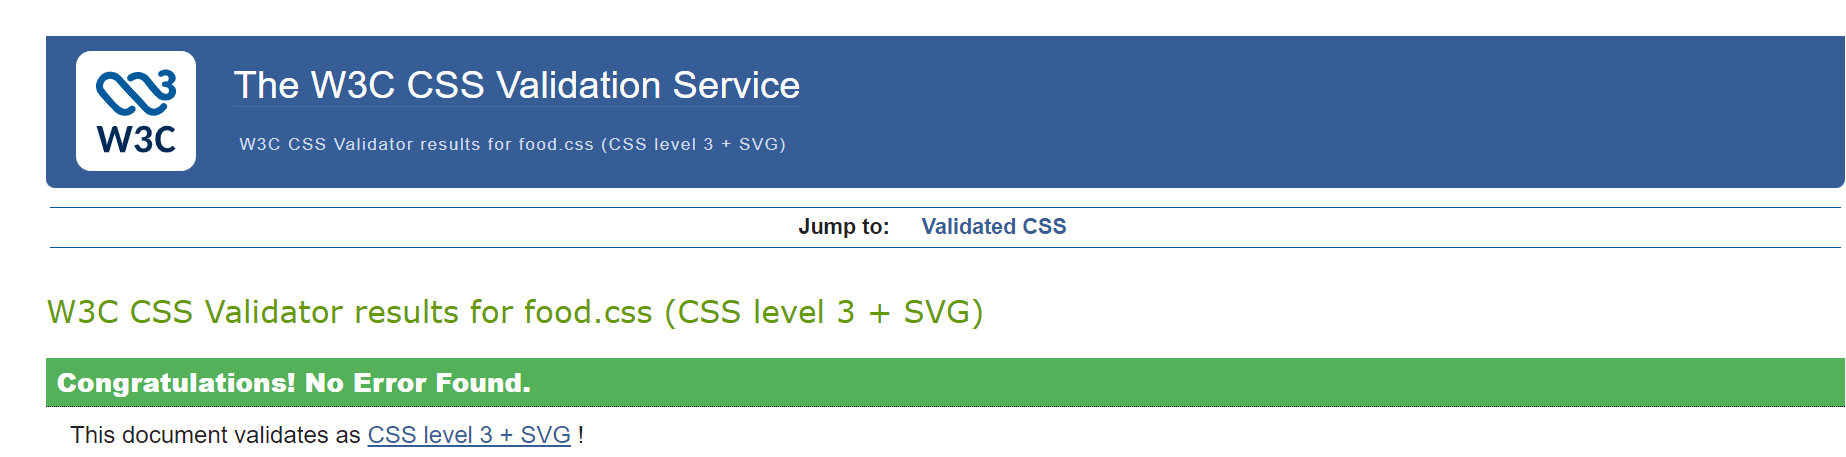 The W3C CSS Validation Service
W3C
W3C CSS Validator results for food.css (CSS level 3 + SVG)
Jump to: Validated CSS
W3C CSS Validator results for food.css (CSS level 3 + SVG)
Congratulations! No Error Found.
This document validates as CSS level 3 + SVG !